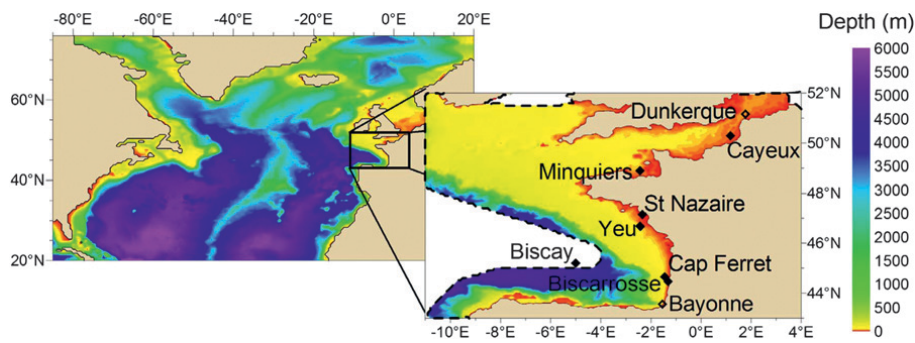 -80°E -60°E -40°E -20°E 0°E 20°E
60°N
40°N
20°N
Depth (m)
6000
5500
5000
4500
4000
3500
3000
2500
2000
1500
1000
500
0
52°N
50°N
48°N
46°N
44°N
Dunkerque
Cayeux
Minquiers
St Nazaire
Yeu
Biscay
Cap Ferret
Biscarrosse
Bayonne
-10°E -8°E -6°E -4°E -2°E 0°E 2°E 4°E